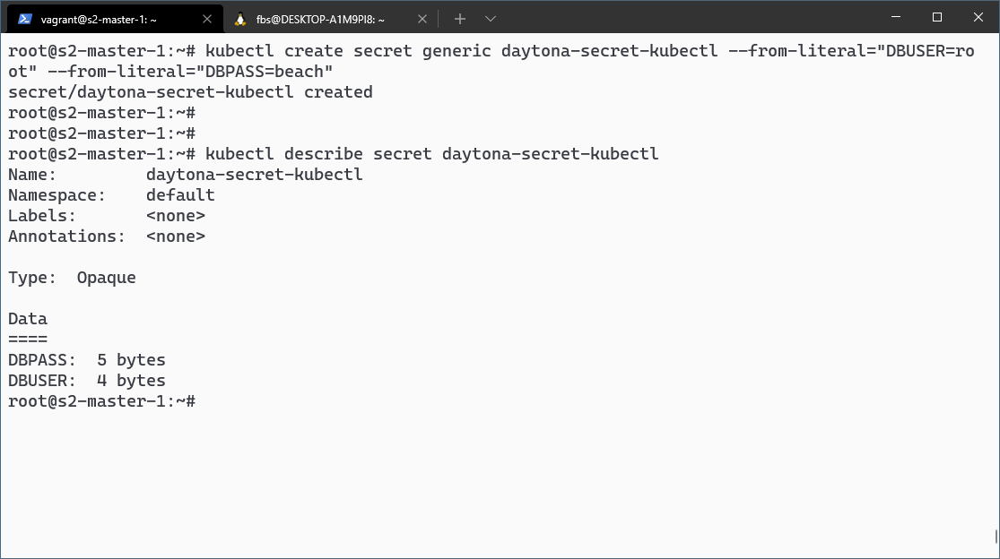 vagrant@s2-master-1: ~
fbs@DESKTOP-A1M9PI8: ~
root@s2-master-1:~# kubectl create secret generic daytona-secret-kubectl --from-literal="DBUSER=ro
ot" --from-literal="DBPASS=beach"
secret/daytona-secret-kubectl created
root@s2-master-1:~#
root@s2-master-1:~#
root@s2-master-1:~# kubectl describe secret daytona-secret-kubectl
Name:         daytona-secret-kubectl
Namespace:    default
Labels:       <none>
Annotations:  <none>

Type:  Opaque

Data
====
DBPASS:  5 bytes
DBUSER:  4 bytes
root@s2-master-1:~#